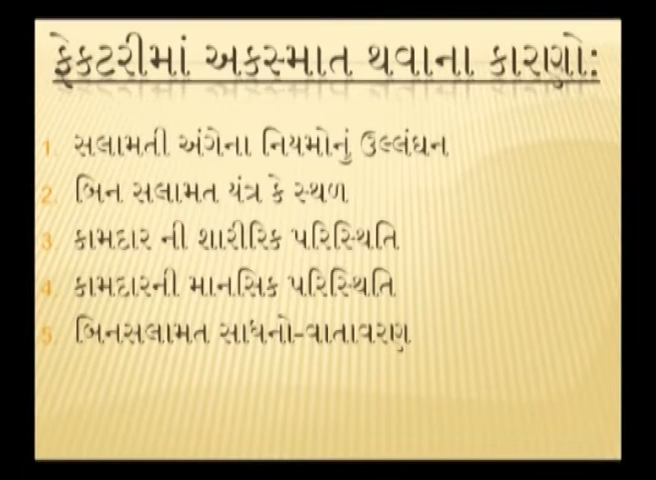 ફેક્ટરીમાં અકસ્માત થવાના કારણો:
1. સલામતી અંગેના નિયમોનું ઉલ્લંઘન
2. બિન સલામત યંત્ર કે સ્થળ
3. કામદાર ની શારીરિક પરિસ્થિતિ
4. કામદારની માનસિક પરિસ્થિતિ
5. બિનસલામત સાધનો-વાતાવરણ